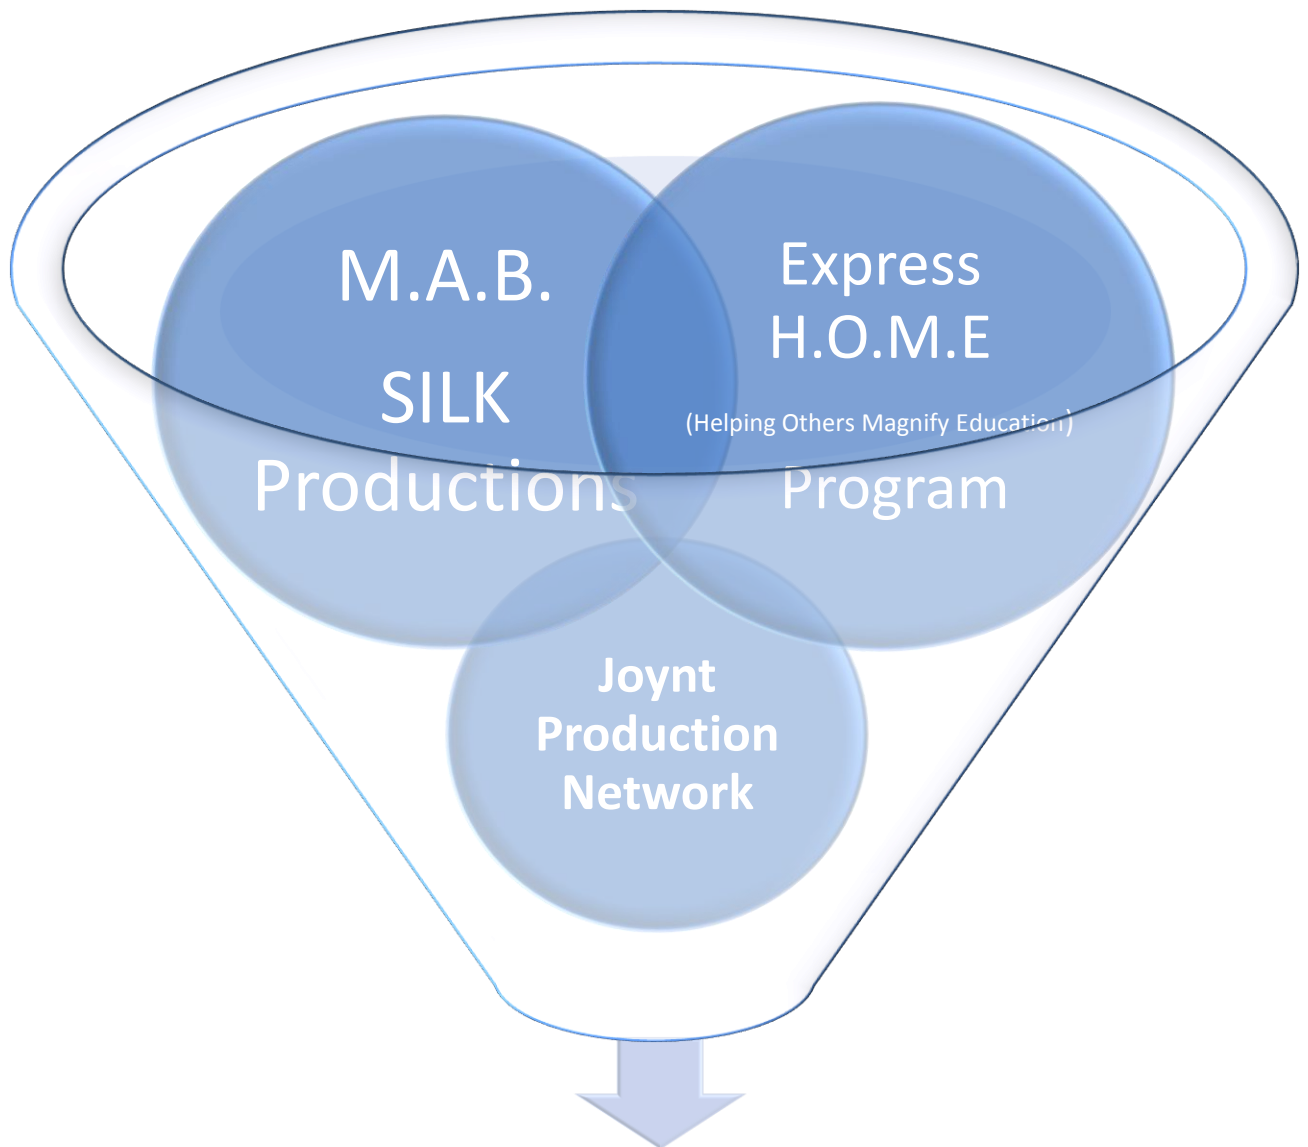 M.A.B.
SILK
Productions
Express
H.O.M.E
(Helping Others Magnify Education)
Program
Joynt
Production
Network